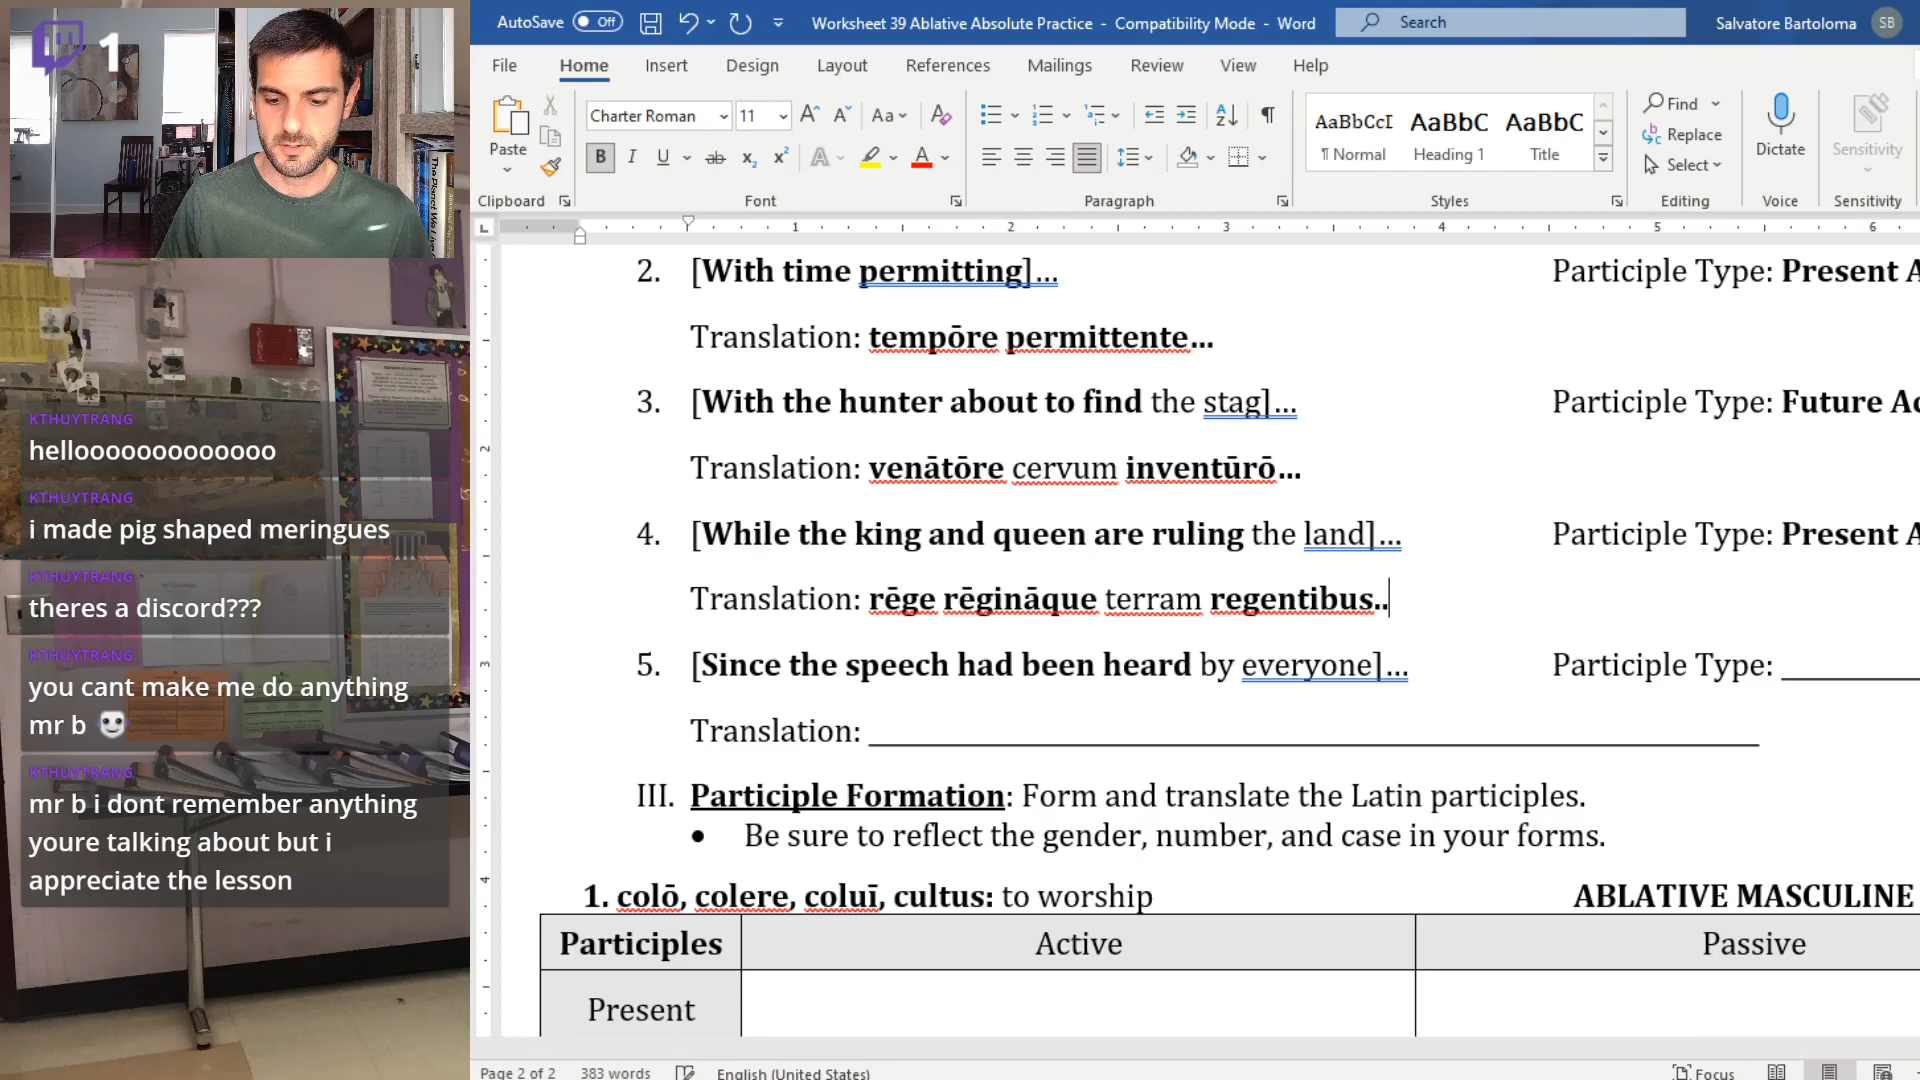 1
KTHUYTRANG
helloooooooooooooo
KTHUYTRANG
i made pig shaped meringues
KTHUYTRANG
theres a discord???
KTHUYTRANG
you cant make me do anything
mr b
KTHUYTRANG
mr b i dont remember anything
youre talking about but i
appreciate the lesson
AutoSave Off
Worksheet 39 Ablative Absolute Practice - Compatibility Mode - Word
Search
Salvatore Bartoloma SB
File Home Insert Design Layout References Mailings Review View Help
Paste
Clipboard
Charter Roman 11
Font
Paragraph
AaBbCcI AaBbC AaBbC
¶ Normal Heading 1 Title
Styles
Find
Replace
Select
Editing
Dictate
Voice
Sensitivity
Sensitivity
1 2 3 4 5 6
2. [With time permitting]... Participle Type: Present A
Translation: tempōre permittente...
3. [With the hunter about to find the stag]... Participle Type: Future Ac
Translation: venātōre cervum inventūrō...
4. [While the king and queen are ruling the land]... Participle Type: Present A
Translation: rēge rēgināque terram regentibus..
5. [Since the speech had been heard by everyone]... Participle Type:
Translation:
III. Participle Formation: Form and translate the Latin participles.
• Be sure to reflect the gender, number, and case in your forms.
1. colō, colere, coluī, cultus: to worship ABLATIVE MASCULINE
Participles Active Passive
Present
Page 2 of 2 383 words English (United States) Focus